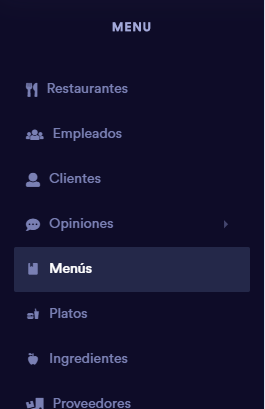 MENU
Restaurantes
Empleados
Clientes
Opiniones
Menús
Platos
Ingredientes
Proveedores